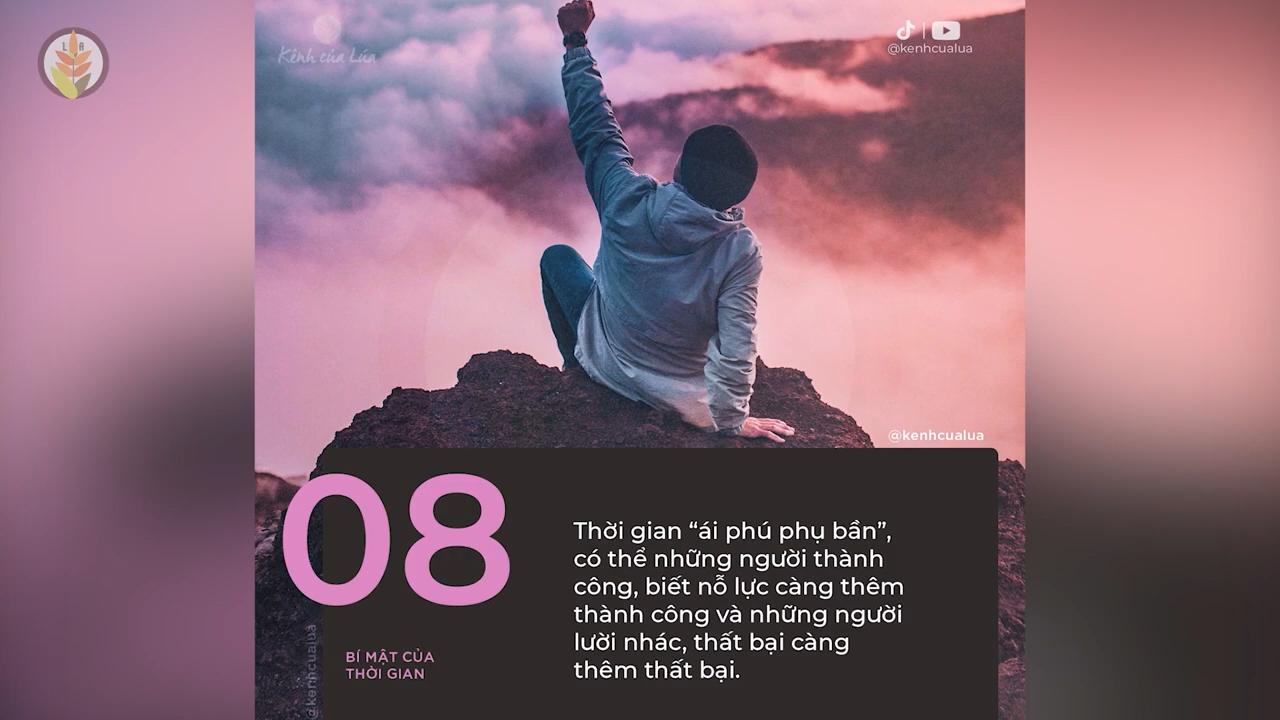 L A
Kênh của Lúa
@kenhcualua
@kenhcualua
08
BÍ MẬT CỦA
THỜI GIAN
@kenhcualua
Thời gian “ái phú phụ bần”,
có thể những người thành
công, biết nỗ lực càng thêm
thành công và những người
lười nhác, thất bại càng
thêm thất bại.